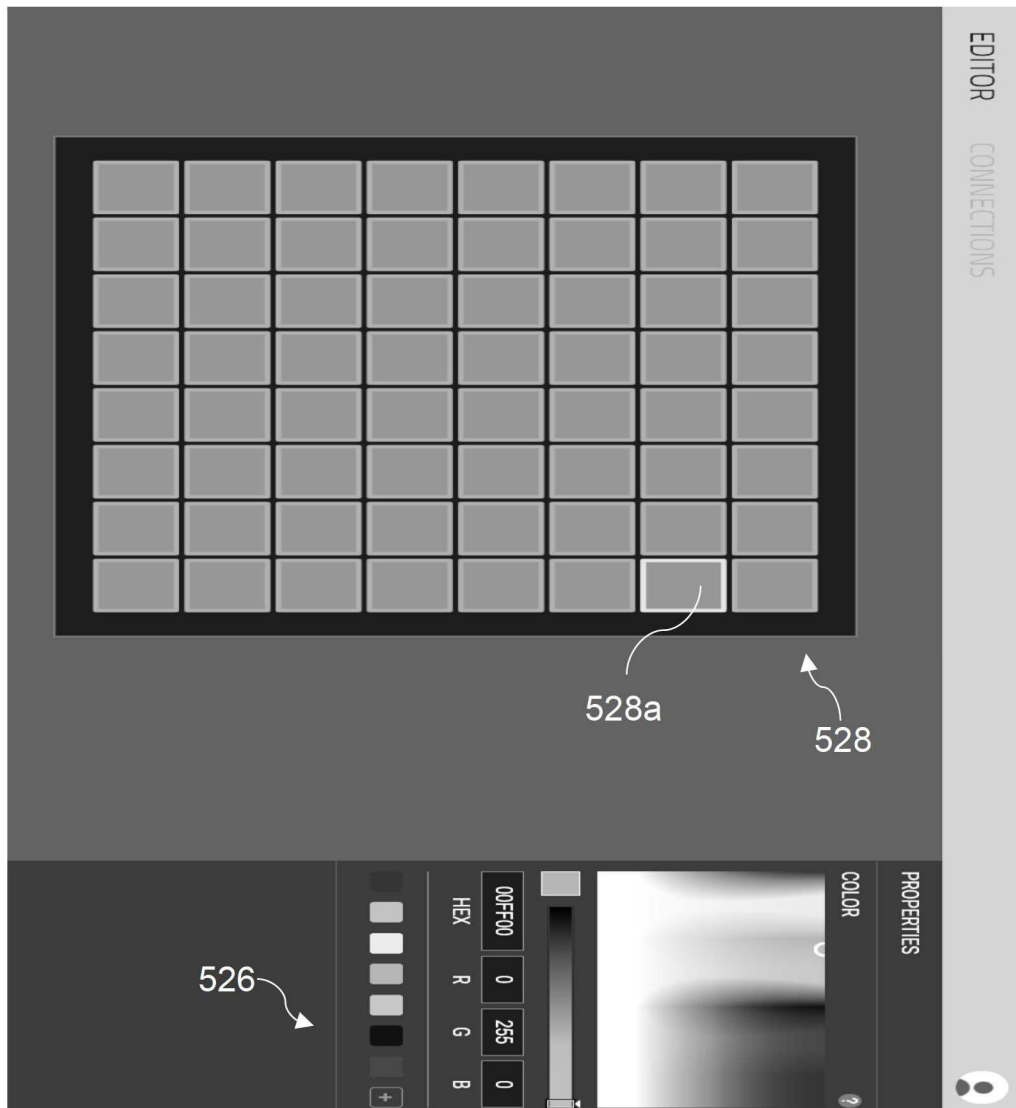 EDITOR CONNECTIONS
PROPERTIES
COLOR ?
00FF00 0 255 0
HEX R G B
+
528a
528
526